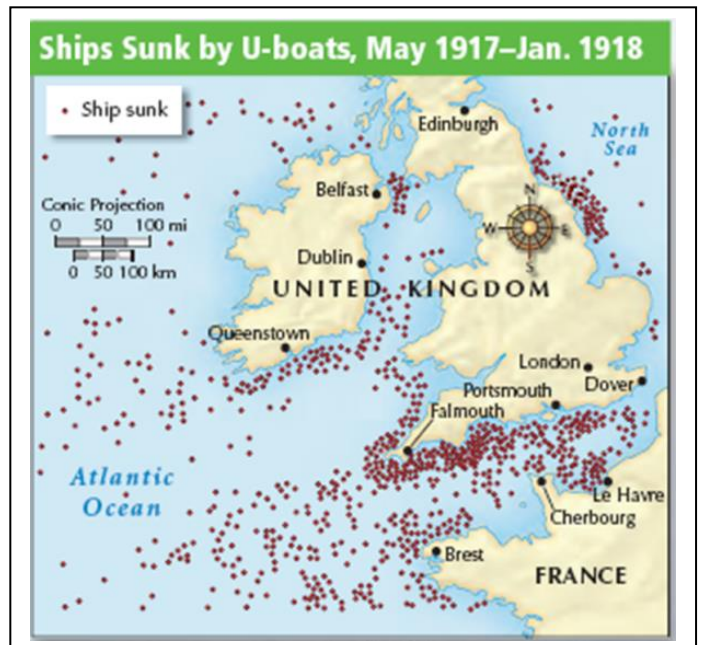 Ships Sunk by U-boats, May 1917–Jan. 1918
Ship sunk
Edinburgh
North
Sea
Belfast
Conic Projection
0 50 100 mi
0 50 100 km
N
W E
S
Dublin
UNITED KINGDOM
Queenstown
London
Portsmouth
Dover
Falmouth
Atlantic
Ocean
Le Havre
Cherbourg
Brest
FRANCE